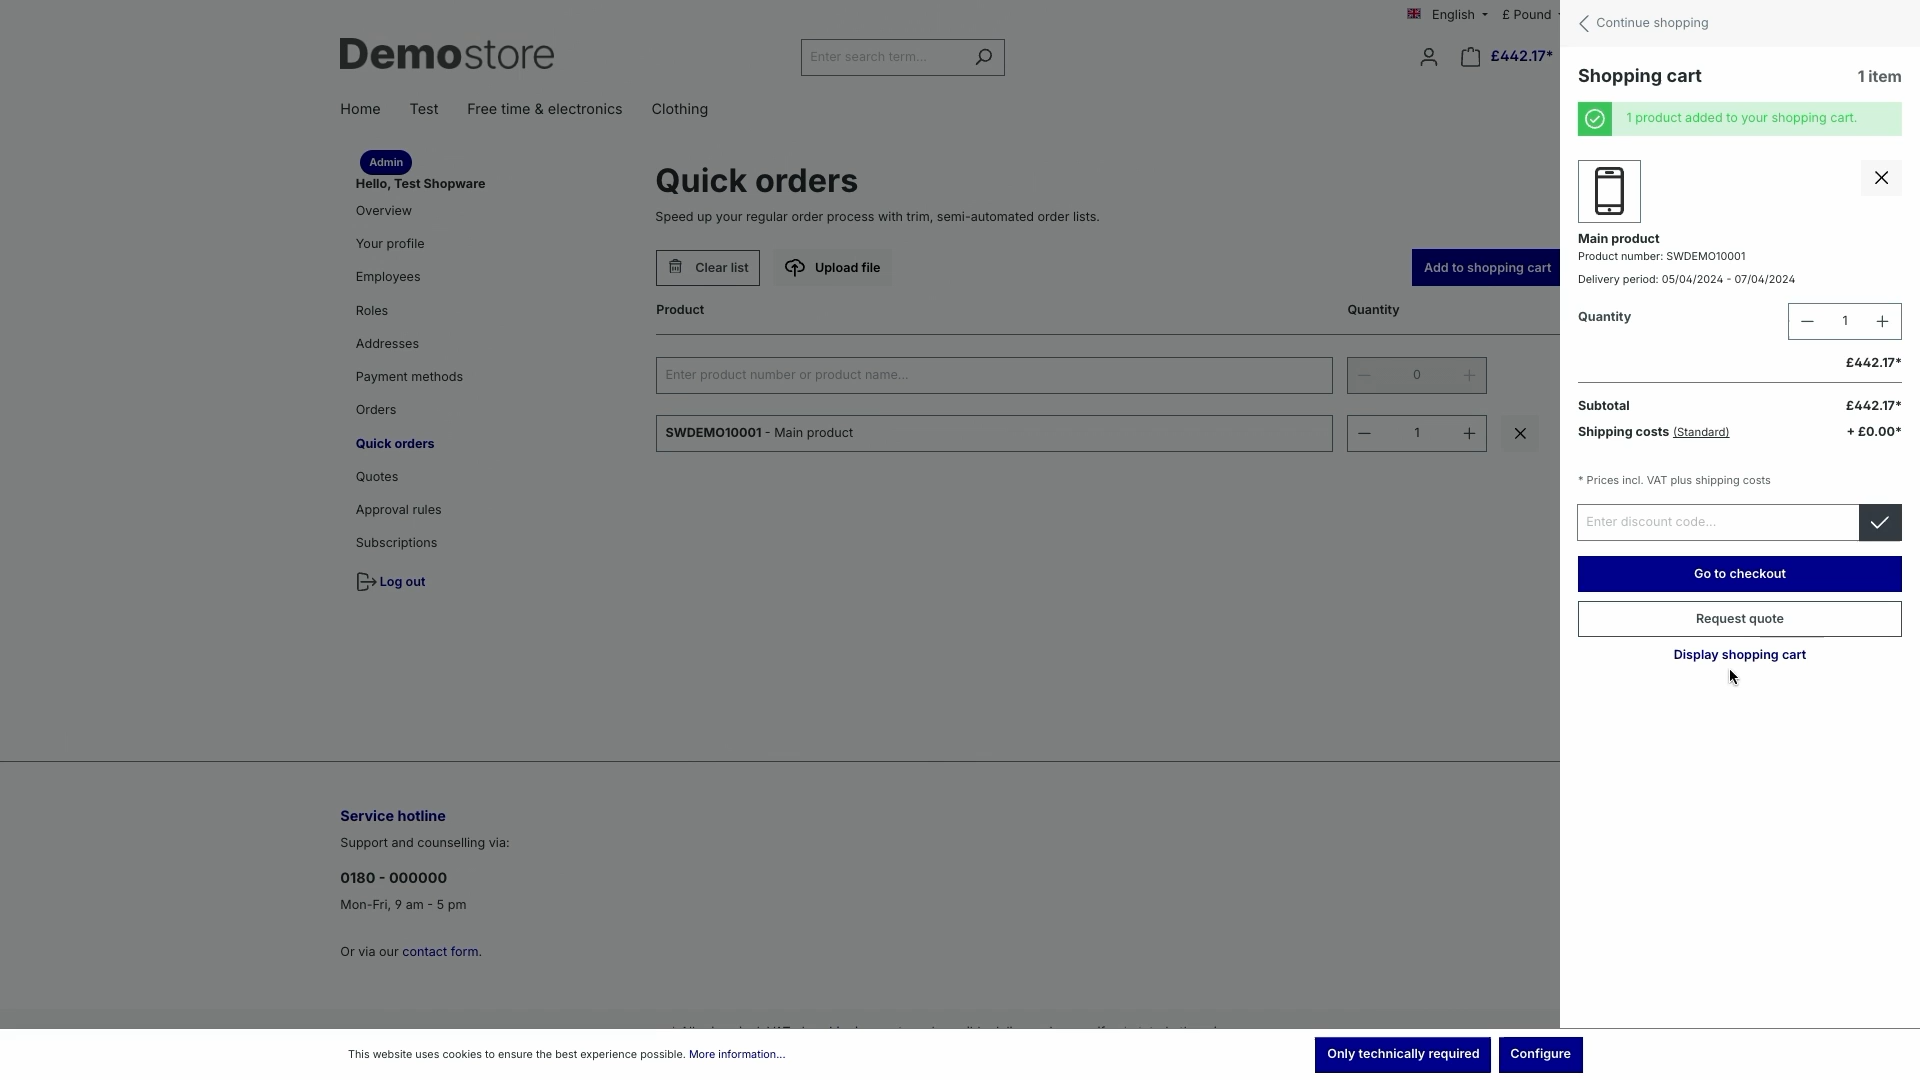 English
£ Pound
Demostore
Enter search term...
£442.17*
Home
Test
Free time & electronics
Clothing
Admin
Hello, Test Shopware
Overview
Your profile
Employees
Roles
Addresses
Payment methods
Orders
Quick orders
Quotes
Approval rules
Subscriptions
Log out
Quick orders
Speed up your regular order process with trim, semi-automated order lists.
Clear list
Upload file
Add to shopping cart
Product
Quantity
Enter product number or product name...
0
SWDEMO10001 - Main product
1
Service hotline
Support and counselling via:
0180 - 000000
Mon-Fri, 9 am - 5 pm
Or via our contact form.
Continue shopping
Shopping cart
1 item
1 product added to your shopping cart.
Main product
Product number: SWDEMO10001
Delivery period: 05/04/2024 - 07/04/2024
Quantity
1
£442.17*
Subtotal
£442.17*
Shipping costs (Standard)
+ £0.00*
* Prices incl. VAT plus shipping costs
Enter discount code...
Go to checkout
Request quote
Display shopping cart
This website uses cookies to ensure the best experience possible. More information...
Only technically required
Configure